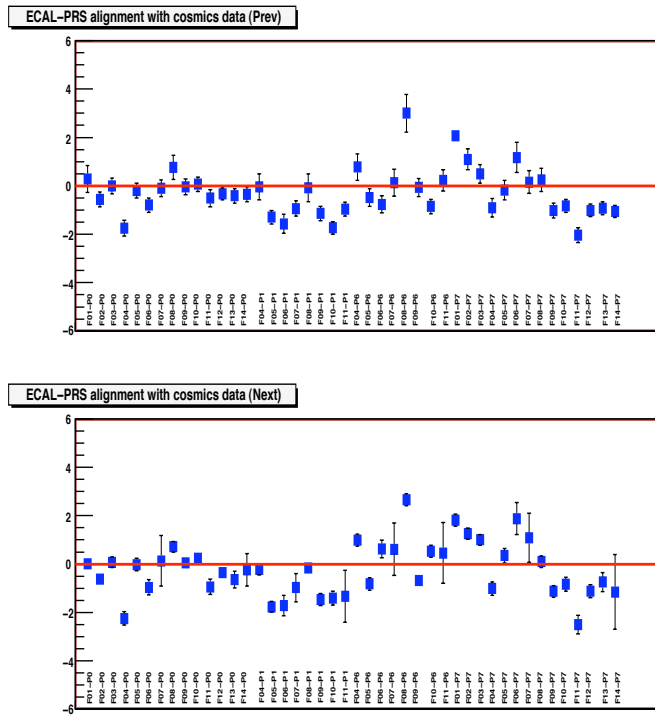 ECAL−PRS alignment with cosmics data (Prev)
6
4
2
0
−2
−4
−6
F01−P0
F02−P0
F03−P0
F04−P0
F05−P0
F06−P0
F07−P0
F08−P0
F09−P0
F10−P0
F11−P0
F12−P0
F13−P0
F14−P0
F04−P1
F05−P1
F06−P1
F07−P1
F08−P1
F09−P1
F10−P1
F11−P1
F04−P6
F05−P6
F06−P6
F07−P6
F08−P6
F09−P6
F10−P6
F11−P6
F01−P7
F02−P7
F03−P7
F04−P7
F05−P7
F06−P7
F07−P7
F08−P7
F09−P7
F10−P7
F11−P7
F12−P7
F13−P7
F14−P7
ECAL−PRS alignment with cosmics data (Next)
6
4
2
0
−2
−4
−6
F01−P0
F02−P0
F03−P0
F04−P0
F05−P0
F06−P0
F07−P0
F08−P0
F09−P0
F10−P0
F11−P0
F12−P0
F13−P0
F14−P0
F04−P1
F05−P1
F06−P1
F07−P1
F08−P1
F09−P1
F10−P1
F11−P1
F04−P6
F05−P6
F06−P6
F07−P6
F08−P6
F09−P6
F10−P6
F11−P6
F01−P7
F02−P7
F03−P7
F04−P7
F05−P7
F06−P7
F07−P7
F08−P7
F09−P7
F10−P7
F11−P7
F12−P7
F13−P7
F14−P7